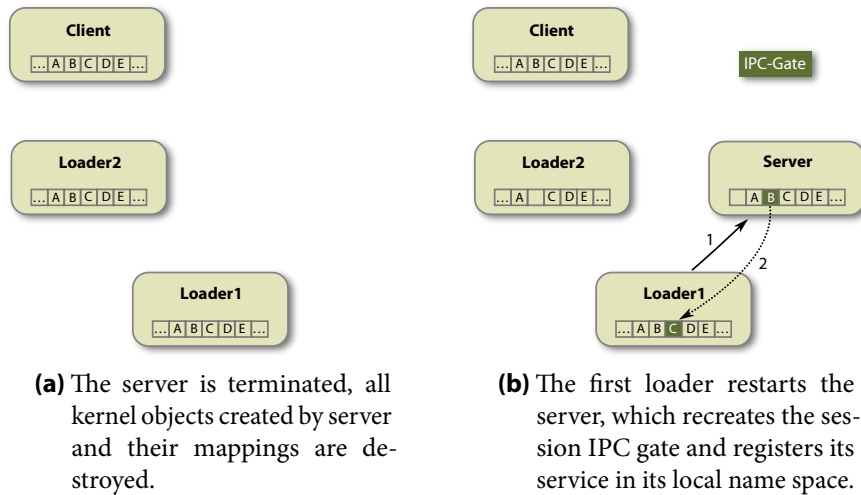 Client
... A B C D E ...
Loader2
... A B C D E ...
Loader1
... A B C D E ...
(a) The server is terminated, all
kernel objects created by server
and their mappings are de-
stroyed.
Client
... A B C D E ...
IPC-Gate
Loader2
... A C D E ...
Server
A B C D E ...
1
2
Loader1
... A B C D E ...
(b) The first loader restarts the
server, which recreates the ses-
sion IPC gate and registers its
service in its local name space.